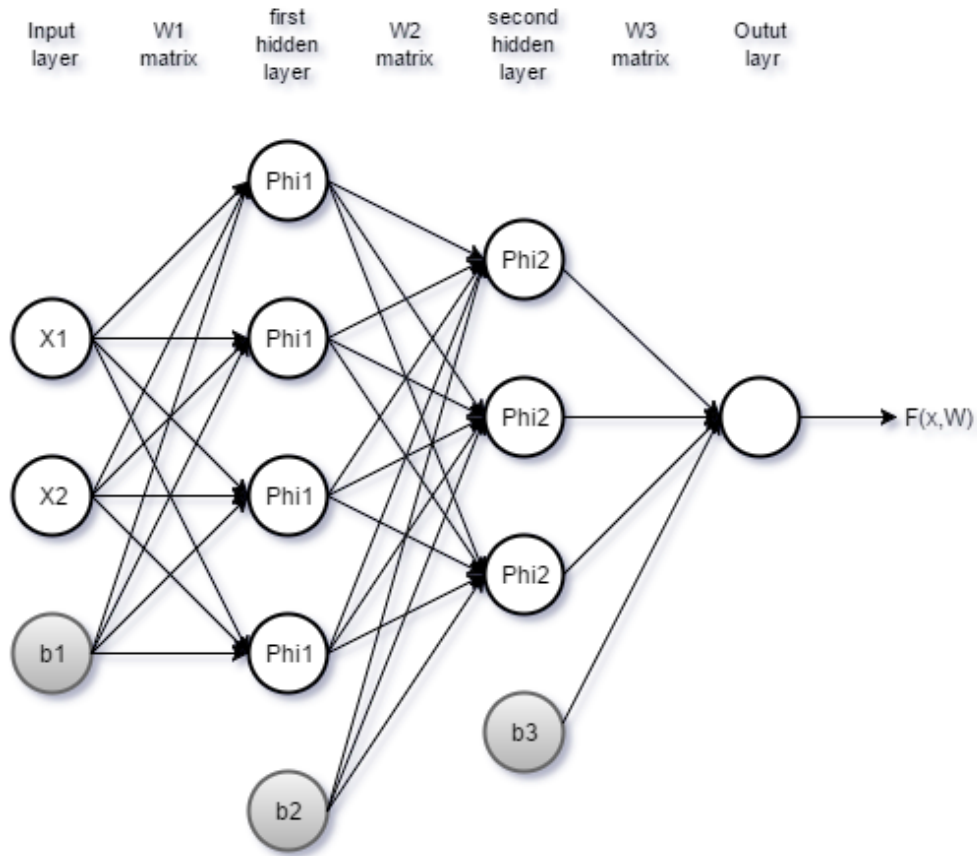 Input
layer
W1
matrix
first
hidden
layer
W2
matrix
second
hidden
layer
W3
matrix
Outut
layr
Phi1
Phi2
X1
Phi1
Phi2
F(x,W)
X2
Phi1
Phi2
b1
Phi1
b3
b2